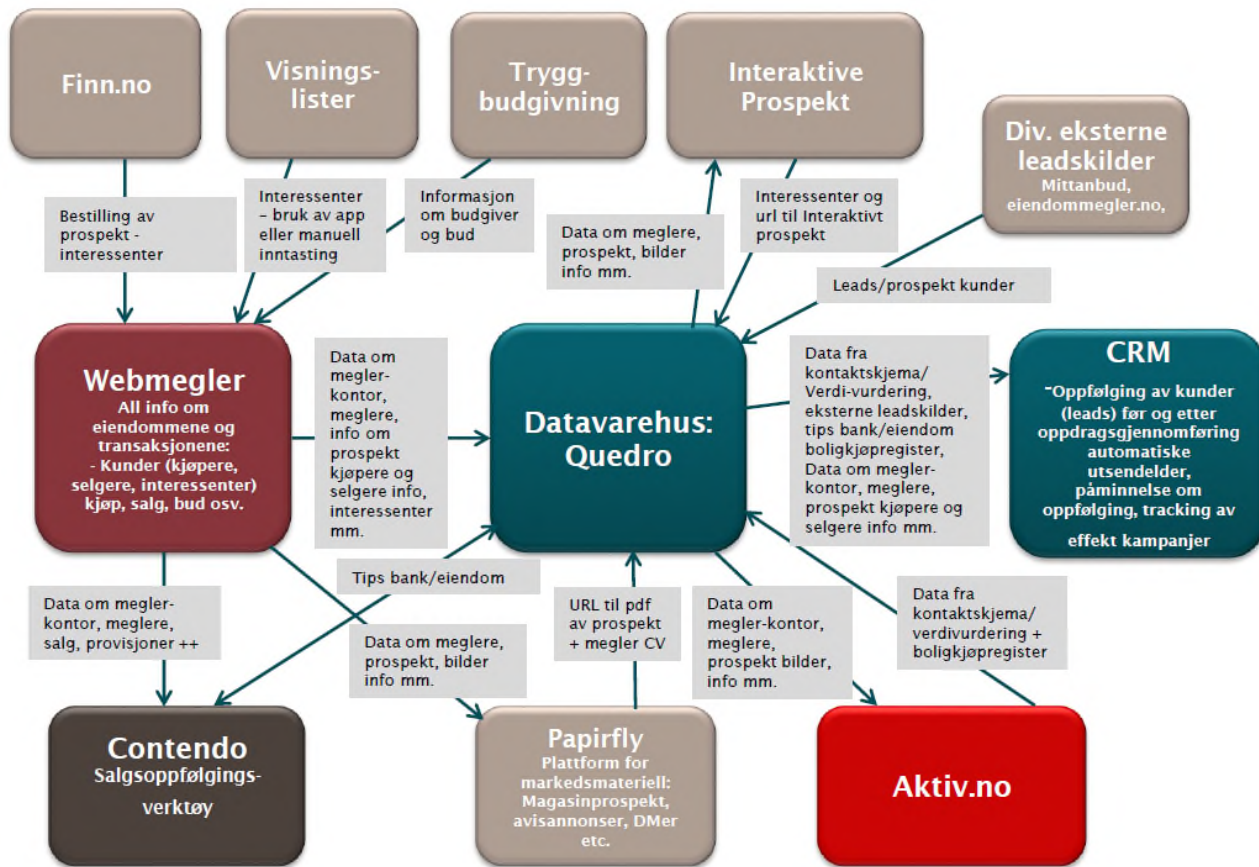 Finn.no
Visnings-
lister
Trygg-
budgivning
Interaktive
Prospekt
Div. eksterne
leadskilder
Mittanbud,
eiendommegler.no,
Bestilling av
prospekt -
interessenter
Interessenter
– bruk av app
eller manuell
inntasting
Informasjon
om budgiver
og bud
Data om meglere,
prospekt, bilder
info mm.
Interessenter og
url til Interaktivt
prospekt
Leads/prospekt kunder
Webmegler
All info om
eiendommene og
transaksjonene:
- Kunder (kjøpere,
selgere, interessenter)
kjøp, salg, bud osv.
Data om
megler-
kontor,
meglere,
info om
prospekt
kjøpere og
selgere info,
interessenter
mm.
Datavarehus:
Quedro
Data fra
kontaktskjema/
Verdi-vurdering,
eksterne leadskilder,
tips bank/eiendom
boligkjøpregister,
Data om megler-
kontor, meglere,
prospekt kjøpere og
selgere info mm.
CRM
-Oppfølging av kunder
(leads) før og etter
oppdragsgjennomføring
automatiske
utsendelder,
påminnelse om
oppfølging, tracking av
effekt kampanjer
Data om megler-
kontor, meglere,
salg, provisjoner ++
Tips bank/eiendom
Data om meglere,
prospekt, bilder
info mm.
URL til pdf
av prospekt
+ megler CV
Data om
megler-kontor,
meglere,
prospekt bilder,
info mm.
Data fra
kontaktskjema/
verdivurdering +
boligkjøpregister
Contendo
Salgsoppfølgings-
verktøy
Papirfly
Plattform for
markedsmateriell:
Magasinprospekt,
avisannonser, DMer
etc.
Aktiv.no